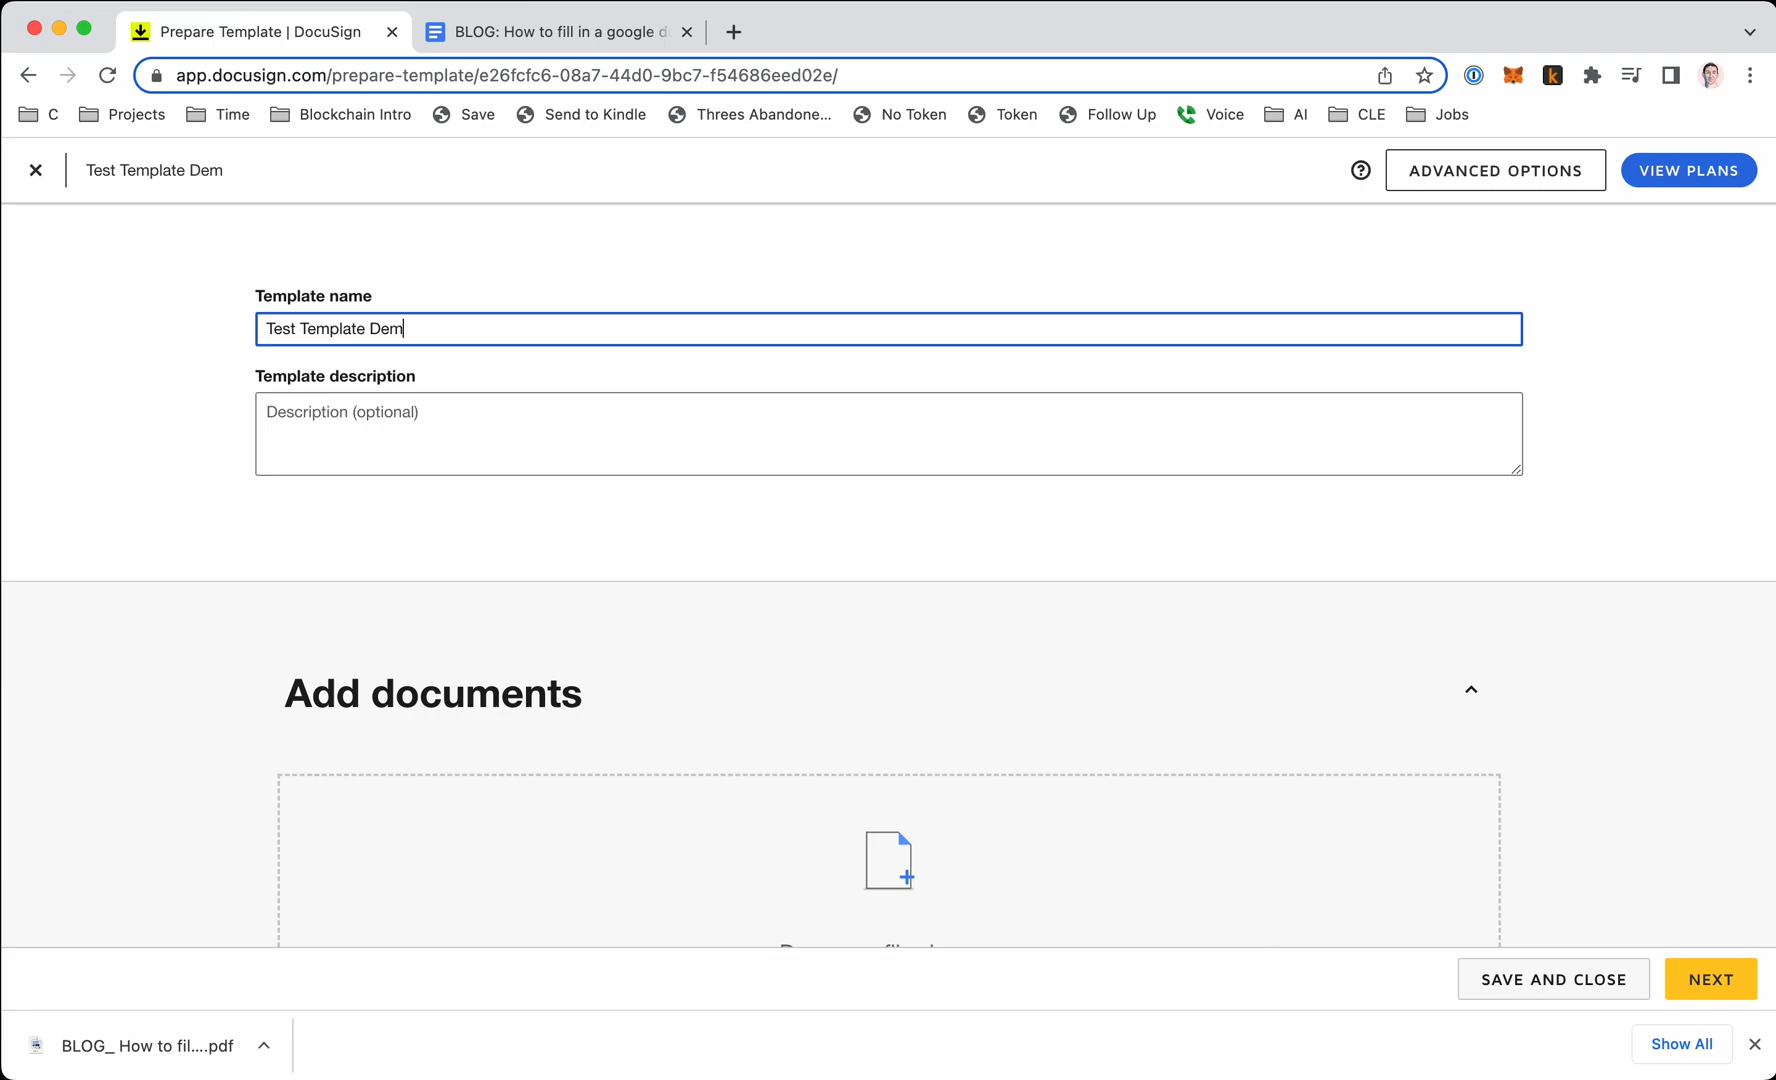 Prepare Template | DocuSign
BLOG: How to fill in a google d
app.docusign.com/prepare-template/e26fcfc6-08a7-44d0-9bc7-f54686eed02e/
C
Projects
Time
Blockchain Intro
Save
Send to Kindle
Threes Abandone...
No Token
Token
Follow Up
Voice
AI
CLE
Jobs
Test Template Dem
ADVANCED OPTIONS
VIEW PLANS
Template name
Test Template Dem
Template description
Description (optional)
Add documents
SAVE AND CLOSE
NEXT
BLOG_ How to fil....pdf
Show All